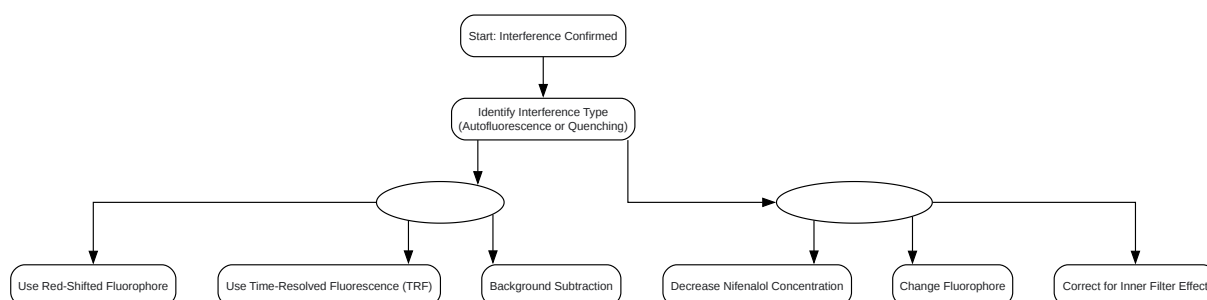 Start: Interference Confirmed
Identify Interference Type
(Autofluorescence or Quenching)
Use Red-Shifted Fluorophore
Use Time-Resolved Fluorescence (TRF)
Background Subtraction
Decrease Nifenalol Concentration
Change Fluorophore
Correct for Inner Filter Effect